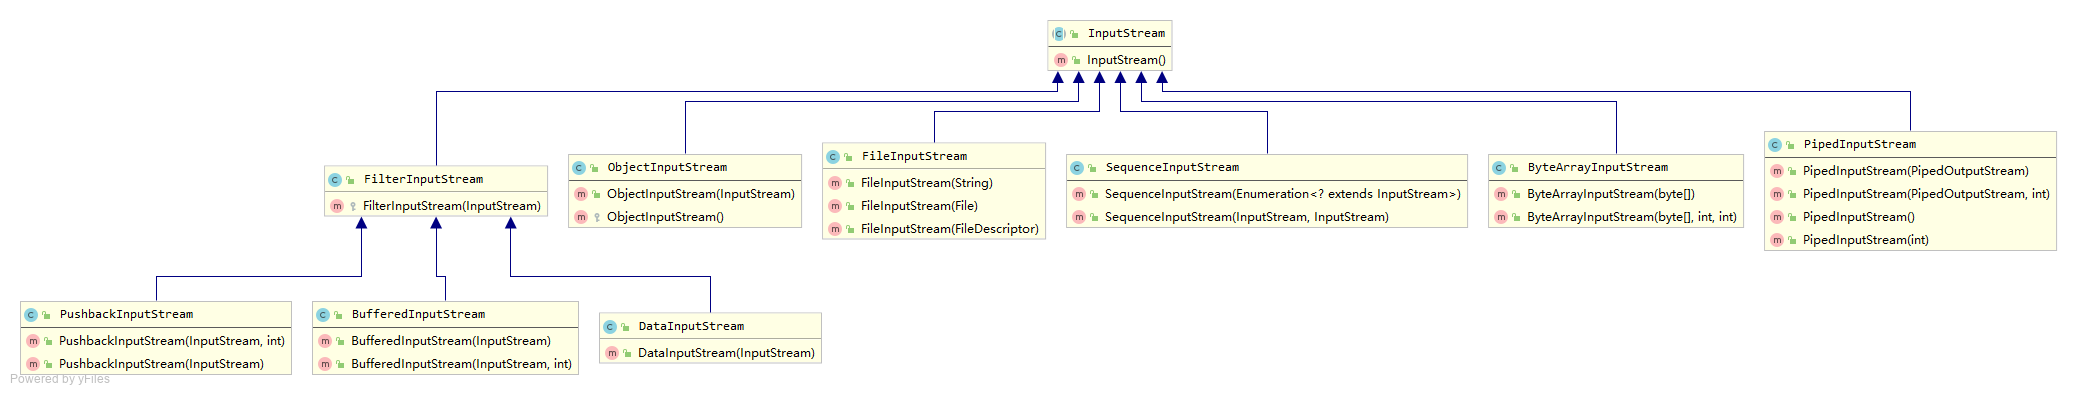 InputStream
InputStream()
FilterInputStream
FilterInputStream(InputStream)
ObjectInputStream
ObjectInputStream(InputStream)
ObjectInputStream()
FileInputStream
FileInputStream(String)
FileInputStream(File)
FileInputStream(FileDescriptor)
SequenceInputStream
SequenceInputStream(Enumeration<? extends InputStream>)
SequenceInputStream(InputStream, InputStream)
ByteArrayInputStream
ByteArrayInputStream(byte[])
ByteArrayInputStream(byte[], int, int)
PipedInputStream
PipedInputStream(PipedOutputStream)
PipedInputStream(PipedOutputStream, int)
PipedInputStream()
PipedInputStream(int)
PushbackInputStream
PushbackInputStream(InputStream, int)
PushbackInputStream(InputStream)
BufferedInputStream
BufferedInputStream(InputStream)
BufferedInputStream(InputStream, int)
DataInputStream
DataInputStream(InputStream)
Powered by yFiles